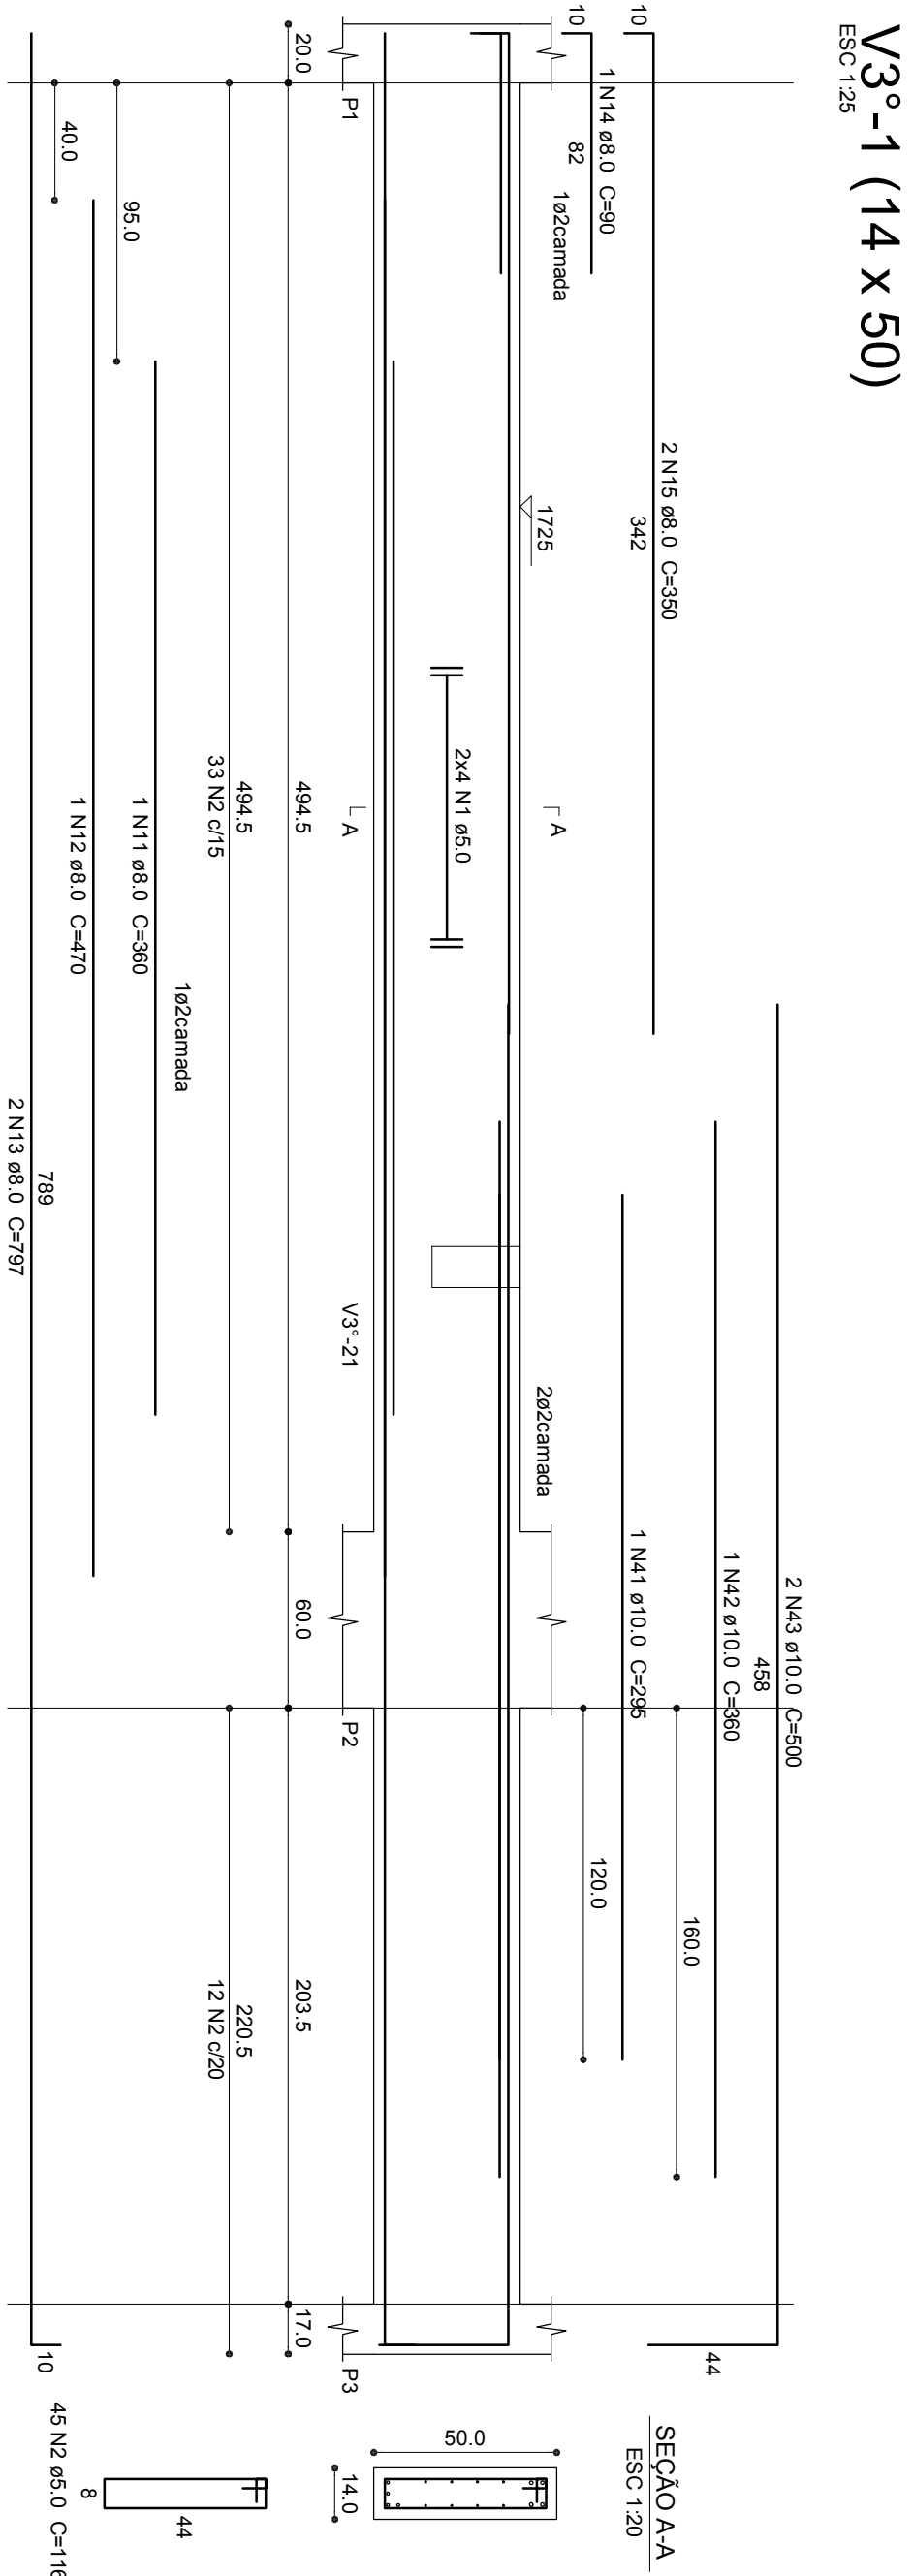 V3°-1 (14 x 50)
ESC 1:25
2 N43 ø10.0 C=500
458
44
1 N42 ø10.0 C=360
160.0
10
2 N15 ø8.0 C=350
342
1 N41 ø10.0 C=295
120.0
10
1 N14 ø8.0 C=90
82
1ø2camada
2ø2camada
1725
A
2x4 N1 ø5.0
A
P1
V3°-21
P2
P3
20.0
494.5
60.0
203.5
17.0
494.5
33 N2 c/15
220.5
12 N2 c/20
1ø2camada
95.0
1 N11 ø8.0 C=360
40.0
1 N12 ø8.0 C=470
789
2 N13 ø8.0 C=797
10
SEÇÃO A-A
ESC 1:20
50.0
14.0
44
8
45 N2 ø5.0 C=116